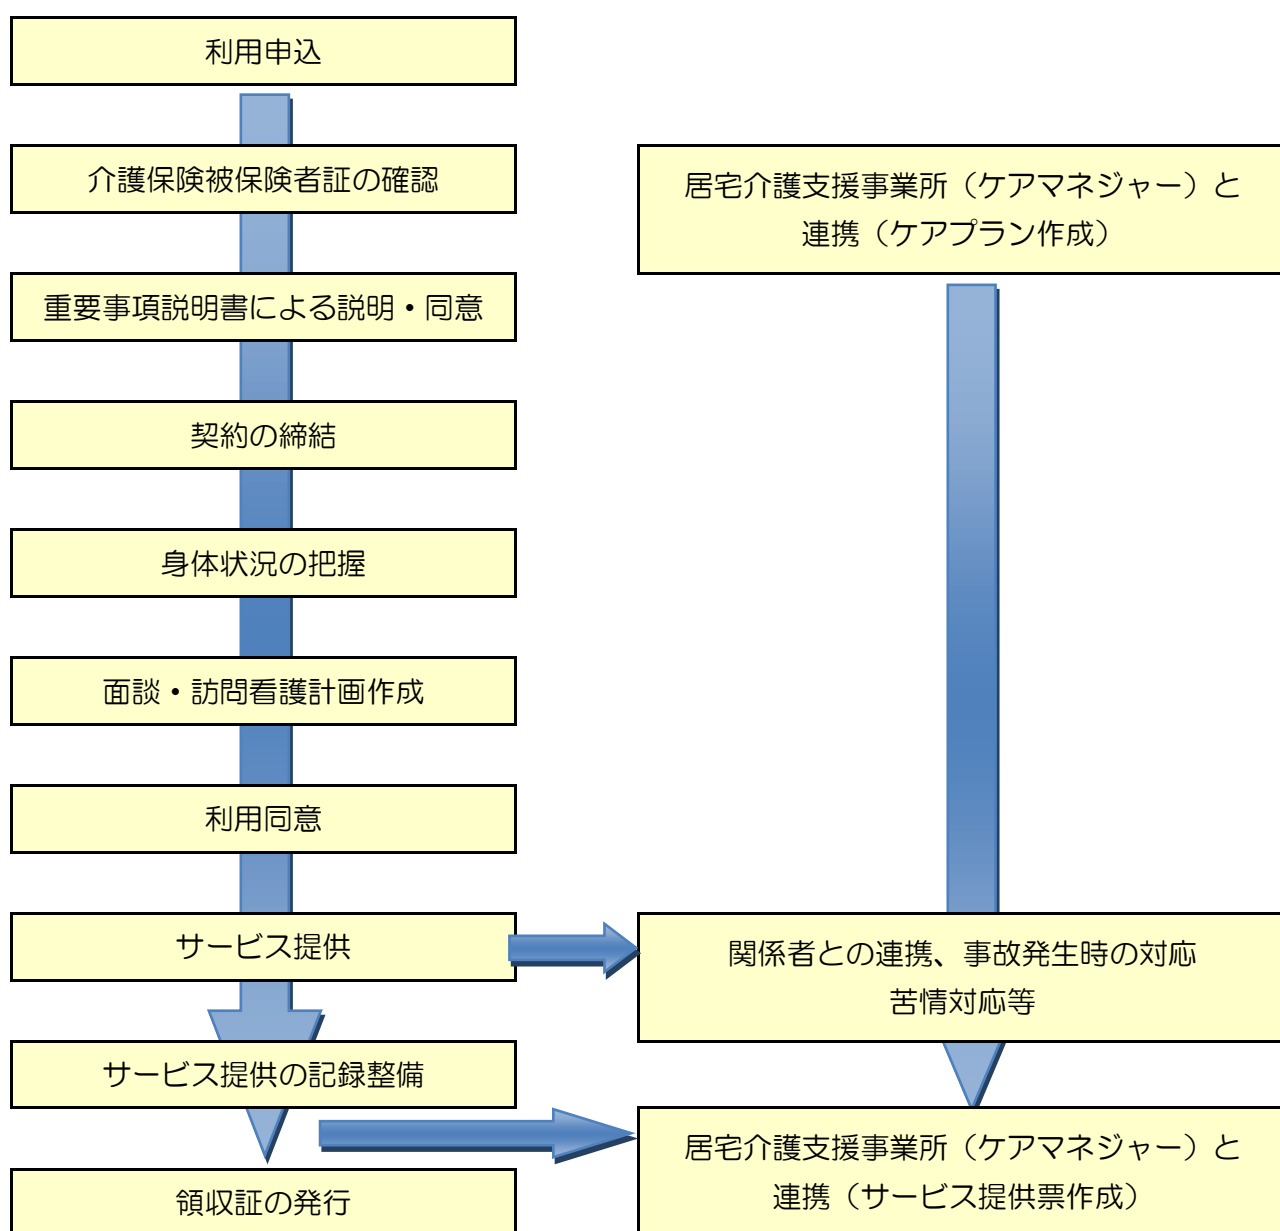 利用申込
介護保険被保険者証の確認
重要事項説明書による説明・同意
契約の締結
身体状況の把握
面談・訪問看護計画作成
利用同意
サービス提供
サービス提供の記録整備
領収証の発行
居宅介護支援事業所（ケアマネジャー）と
連携（ケアプラン作成）
関係者との連携、事故発生時の対応
苦情対応等
居宅介護支援事業所（ケアマネジャー）と
連携（サービス提供票作成）